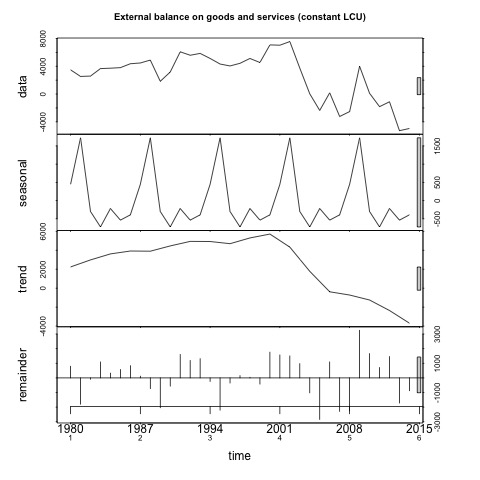 External balance on goods and services (constant LCU)
data
-4000 0 4000 8000
seasonal
-500 0 500 1500
trend
-4000 0 2000 6000
remainder
-3000 -1000 1000 3000
1980 1987 1994 2001 2008 2015
1 2 3 4 5 6
time